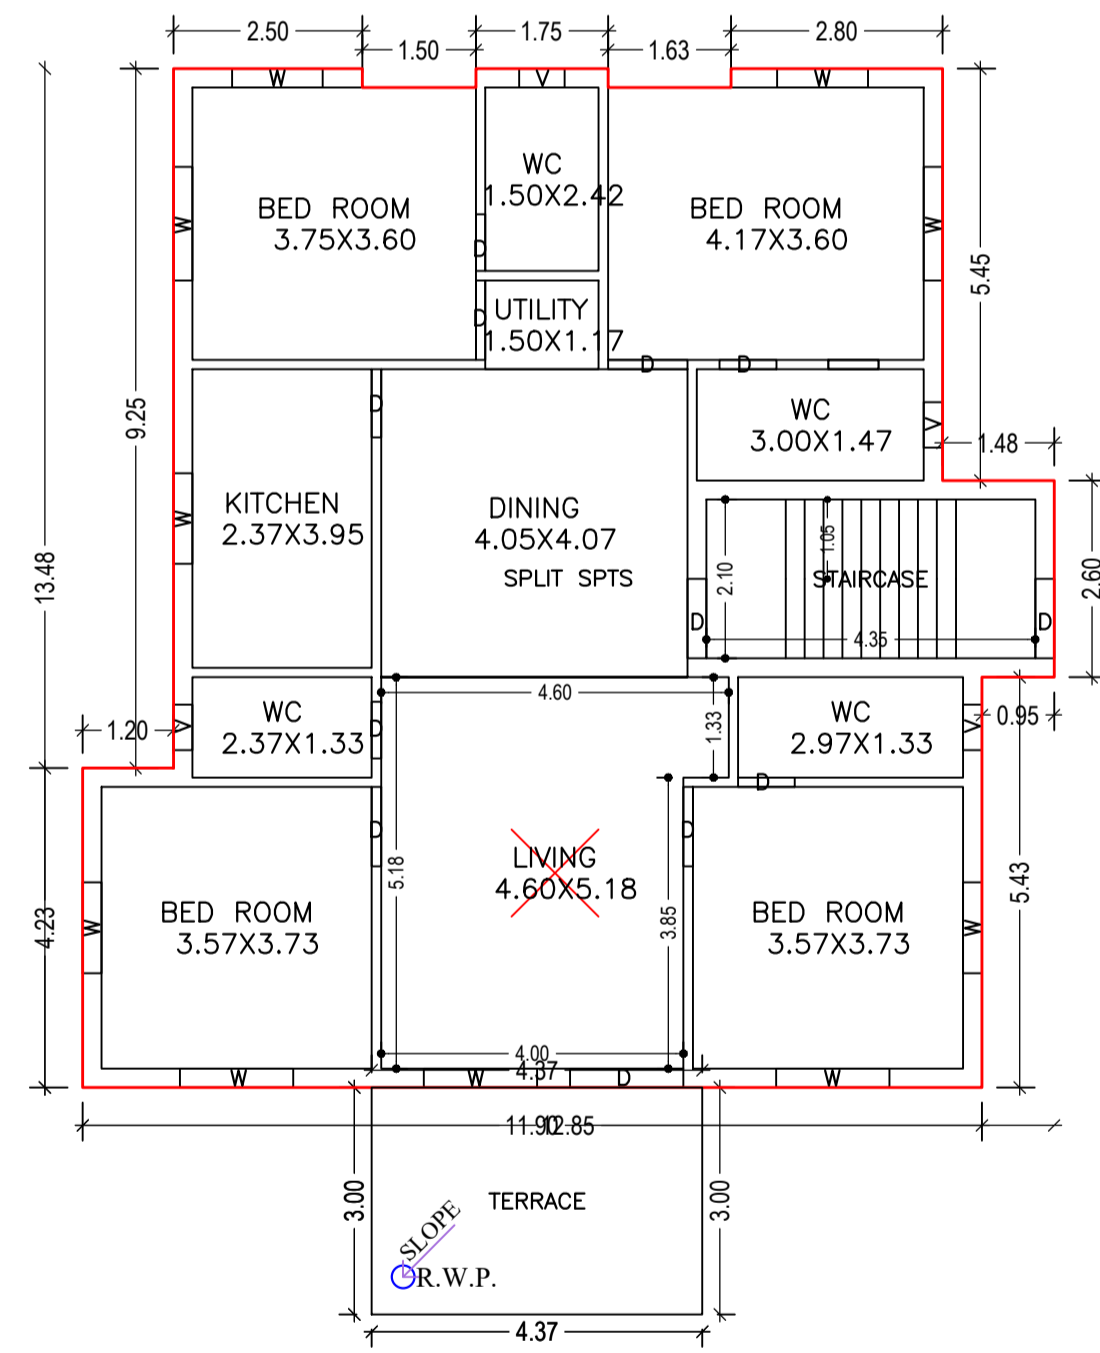 2.50
1.75
2.80
1.50
1.63
W
V
W
WC
1.50X2.42
BED ROOM
3.75X3.60
BED ROOM
4.17X3.60
W
W
D
5.45
UTILITY
1.50X1.17
D
D
D
9.25
D
WC
3.00X1.47
V
1.48
KITCHEN
2.37X3.95
W
DINING
4.05X4.07
SPLIT SPTS
1.05
2.10
STAIRCASE
D
D
4.35
2.60
13.48
4.60
WC
2.37X1.33
V
D
1.33
WC
2.97X1.33
V
0.95
1.20
D
D
D
LIVING
4.60X5.18
5.18
3.85
5.43
BED ROOM
3.57X3.73
BED ROOM
3.57X3.73
4.23
W
W
4.00
4.37
W
W
D
W
11.90
12.85
3.00
TERRACE
3.00
SLOPE
R.W.P.
4.37